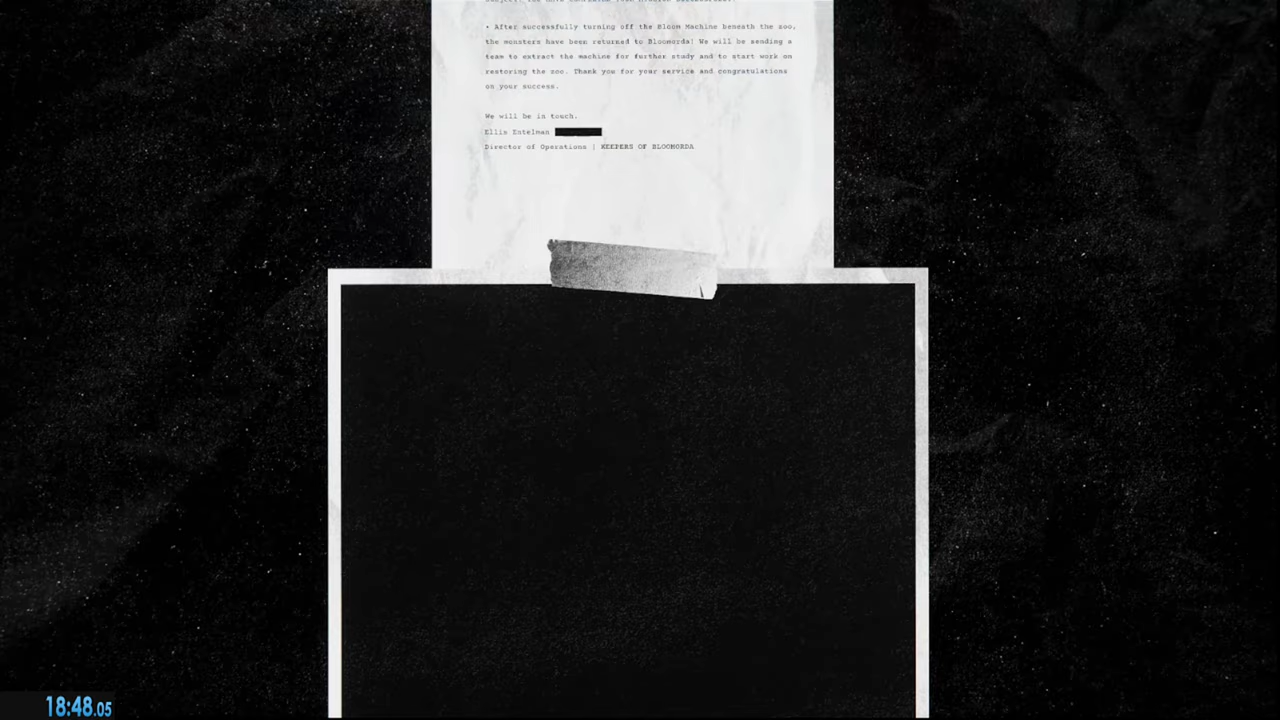 • After successfully turning off the Bloom Machine beneath the zoo,
the monsters have been returned to Bloomorda! We will be sending a
team to extract the machine for further study and to start work on
restoring the zoo. Thank you for your service and congratulations
on your success.
We will be in touch.
Ellis Entelman
Director of Operations | KEEPERS OF BLOOMORDA
18:48.05